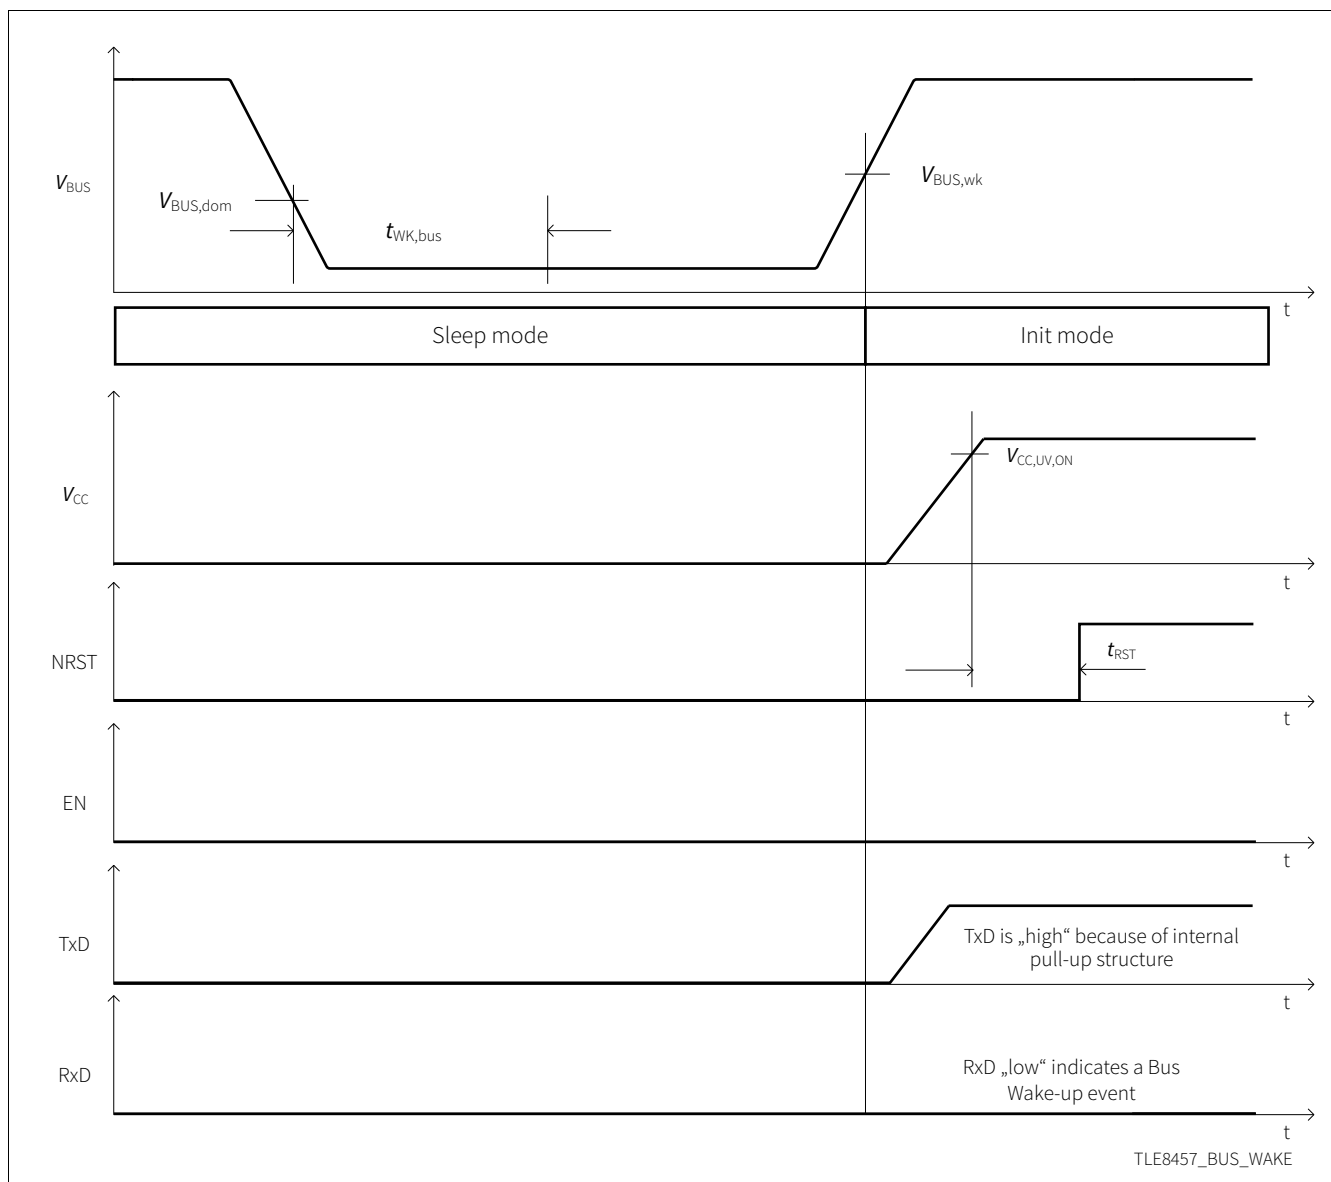 V_BUS
V_BUS,dom
t_WK,bus
V_BUS,wk
t
Sleep mode
Init mode
V_CC
V_CC,UV,ON
t
NRST
t_RST
t
EN
t
TxD
TxD is „high“ because of internal
pull-up structure
t
RxD
RxD „low“ indicates a Bus
Wake-up event
t
TLE8457_BUS_WAKE